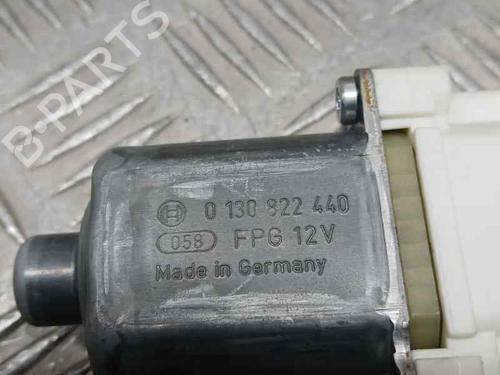 B-PARTS
0 130 822 440
058 FPG 12V
Made in Germany